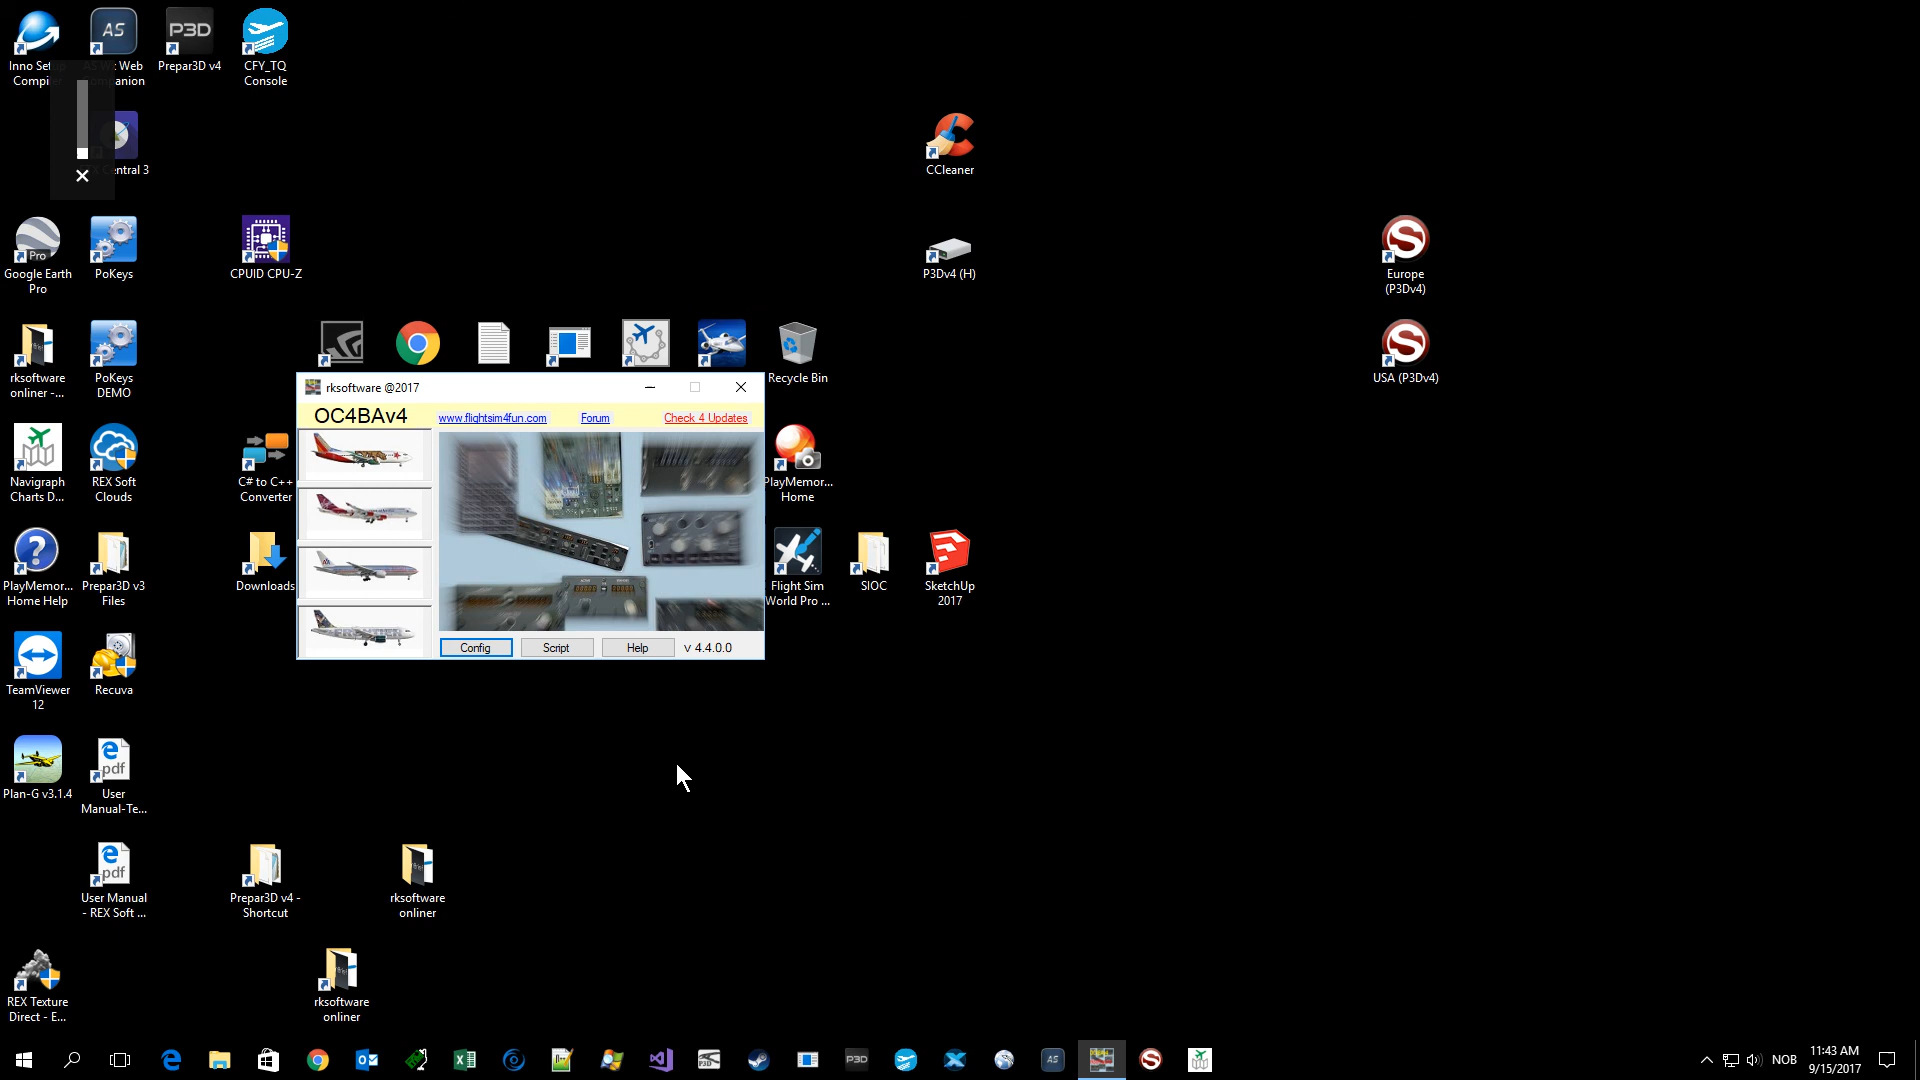 AS
P3D
Inno Set
Compil
Web
panion
Prepar3D v4
CFY_TQ
Console
Central 3
CCleaner
Pro
Google Earth
Pro
PoKeys
CPUID CPU-Z
P3Dv4 (H)
Europe
(P3Dv4)
rksoftware
onliner -...
PoKeys
DEMO
Recycle Bin
USA (P3Dv4)
rksoftware @2017
OC4BAv4
www.flightsim4fun.com
Forum
Check 4 Updates
Navigraph
Charts D...
REX Soft
Clouds
C# to C++
Converter
PlayMemor...
Home
PlayMemor...
Home Help
Prepar3D v3
Files
Downloads
Flight Sim
World Pro ...
SIOC
SketchUp
2017
Config
Script
Help
v 4.4.0.0
TeamViewer
12
Recuva
pdf
Plan-G v3.1.4
User
Manual-Te...
pdf
User Manual
- REX Soft ...
Prepar3D v4 -
Shortcut
rksoftware
onliner
REX Texture
Direct - E...
rksoftware
onliner
P3D
P3D
AS
NOB
11:43 AM
9/15/2017